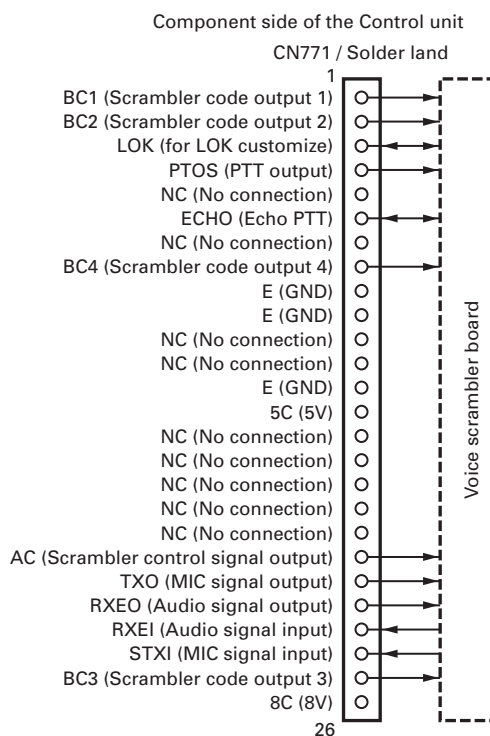 Component side of the Control unit
CN771 / Solder land
1
BC1 (Scrambler code output 1)
BC2 (Scrambler code output 2)
LOK (for LOK customize)
PTOS (PTT output)
NC (No connection)
ECHO (Echo PTT)
NC (No connection)
BC4 (Scrambler code output 4)
E (GND)
E (GND)
NC (No connection)
NC (No connection)
E (GND)
5C (5V)
NC (No connection)
NC (No connection)
NC (No connection)
NC (No connection)
NC (No connection)
AC (Scrambler control signal output)
TXO (MIC signal output)
RXEO (Audio signal output)
RXEI (Audio signal input)
STXI (MIC signal input)
BC3 (Scrambler code output 3)
8C (8V)
26
Voice scrambler board